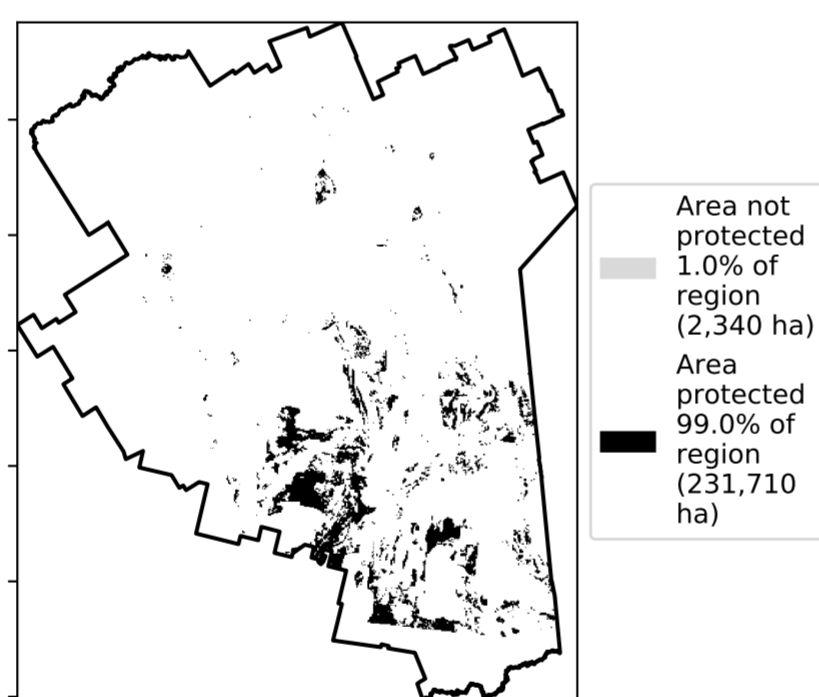 Area not
protected
1.0% of
region
(2,340 ha)
Area
protected
99.0% of
region
(231,710
ha)